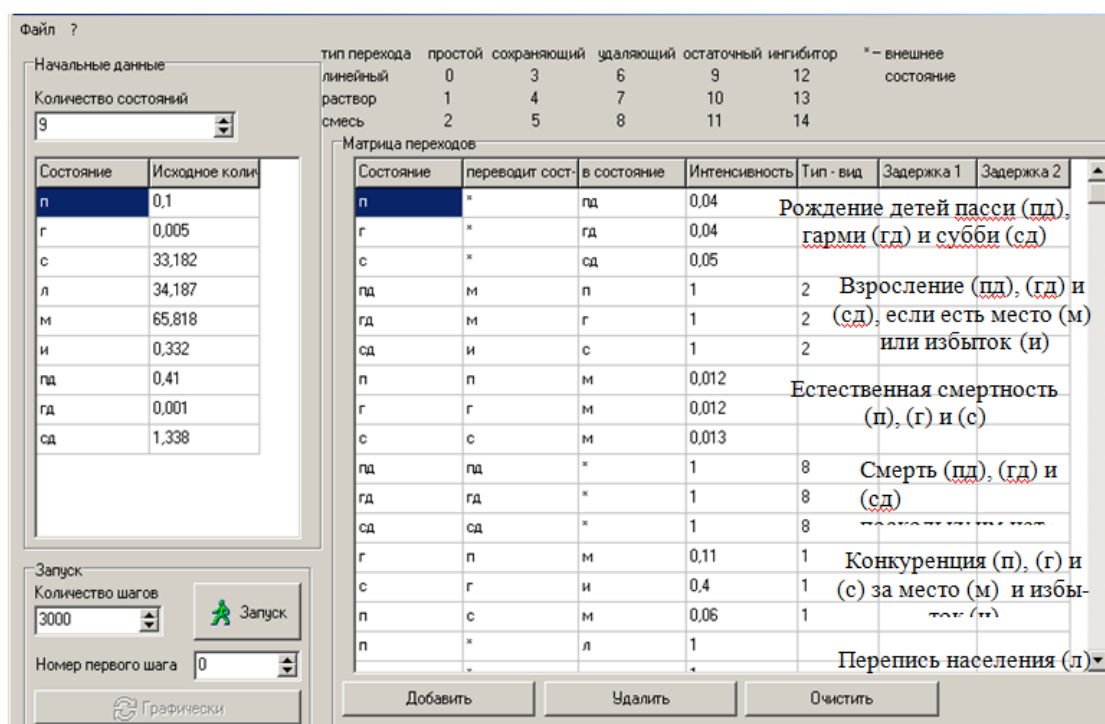 Файл ?
Начальные данные
Количество состояний
9
Состояние Исходное колич
п 0,1
г 0,005
с 33,182
л 34,187
м 65,818
и 0,332
пд 0,41
гд 0,001
сд 1,338
Запуск
Количество шагов
3000
Запуск
Номер первого шага 0
Графически
тип перехода простой сохраняющий удаляющий остаточный ингибитор * – внешнее
линейный 0 3 6 9 12 состояние
раствор 1 4 7 10 13
смесь 2 5 8 11 14
Матрица переходов
Состояние переводит сост- в состояние Интенсивность Тип - вид Задержка 1 Задержка 2
п * пд 0,04
г * гд 0,04
с * сд 0,05
пд м п 1 2
гд м г 1 2
сд и с 1 2
п п м 0,012
г г м 0,012
с с м 0,013
пд пд * 1 8
гд гд * 1 8
сд сд * 1 8
г п м 0,11 1
с г и 0,4 1
п с м 0,06 1
п * л 1
Рождение детей пасси (пд),
гарми (гд) и субби (сд)
Взросление (пд), (гд) и
(сд), если есть место (м)
или избыток (и)
Естественная смертность
(п), (г) и (с)
Смерть (пд), (гд) и
(сд)
Конкуренция (п), (г) и
(с) за место (м) и избы-
ток (и)
Перепись населения (л)
Добавить Удалить Очистить